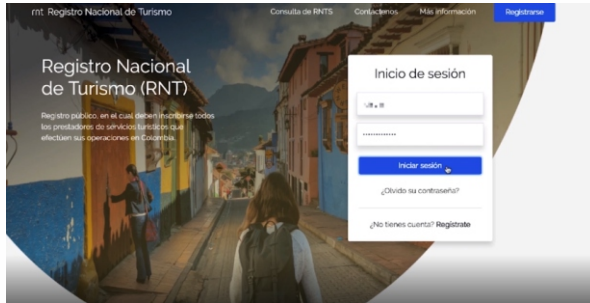 rnt Registro Nacional de Turismo
Consulta de RNTS
Contáctenos
Más información
Registrarse
Registro Nacional
de Turismo (RNT)
Registro público, en el cual deben inscribirse todos
los prestadores de servicios turísticos que
efectúen sus operaciones en Colombia.
Inicio de sesión
Iniciar sesión
¿Olvido su contraseña?
¿No tienes cuenta? Regístrate